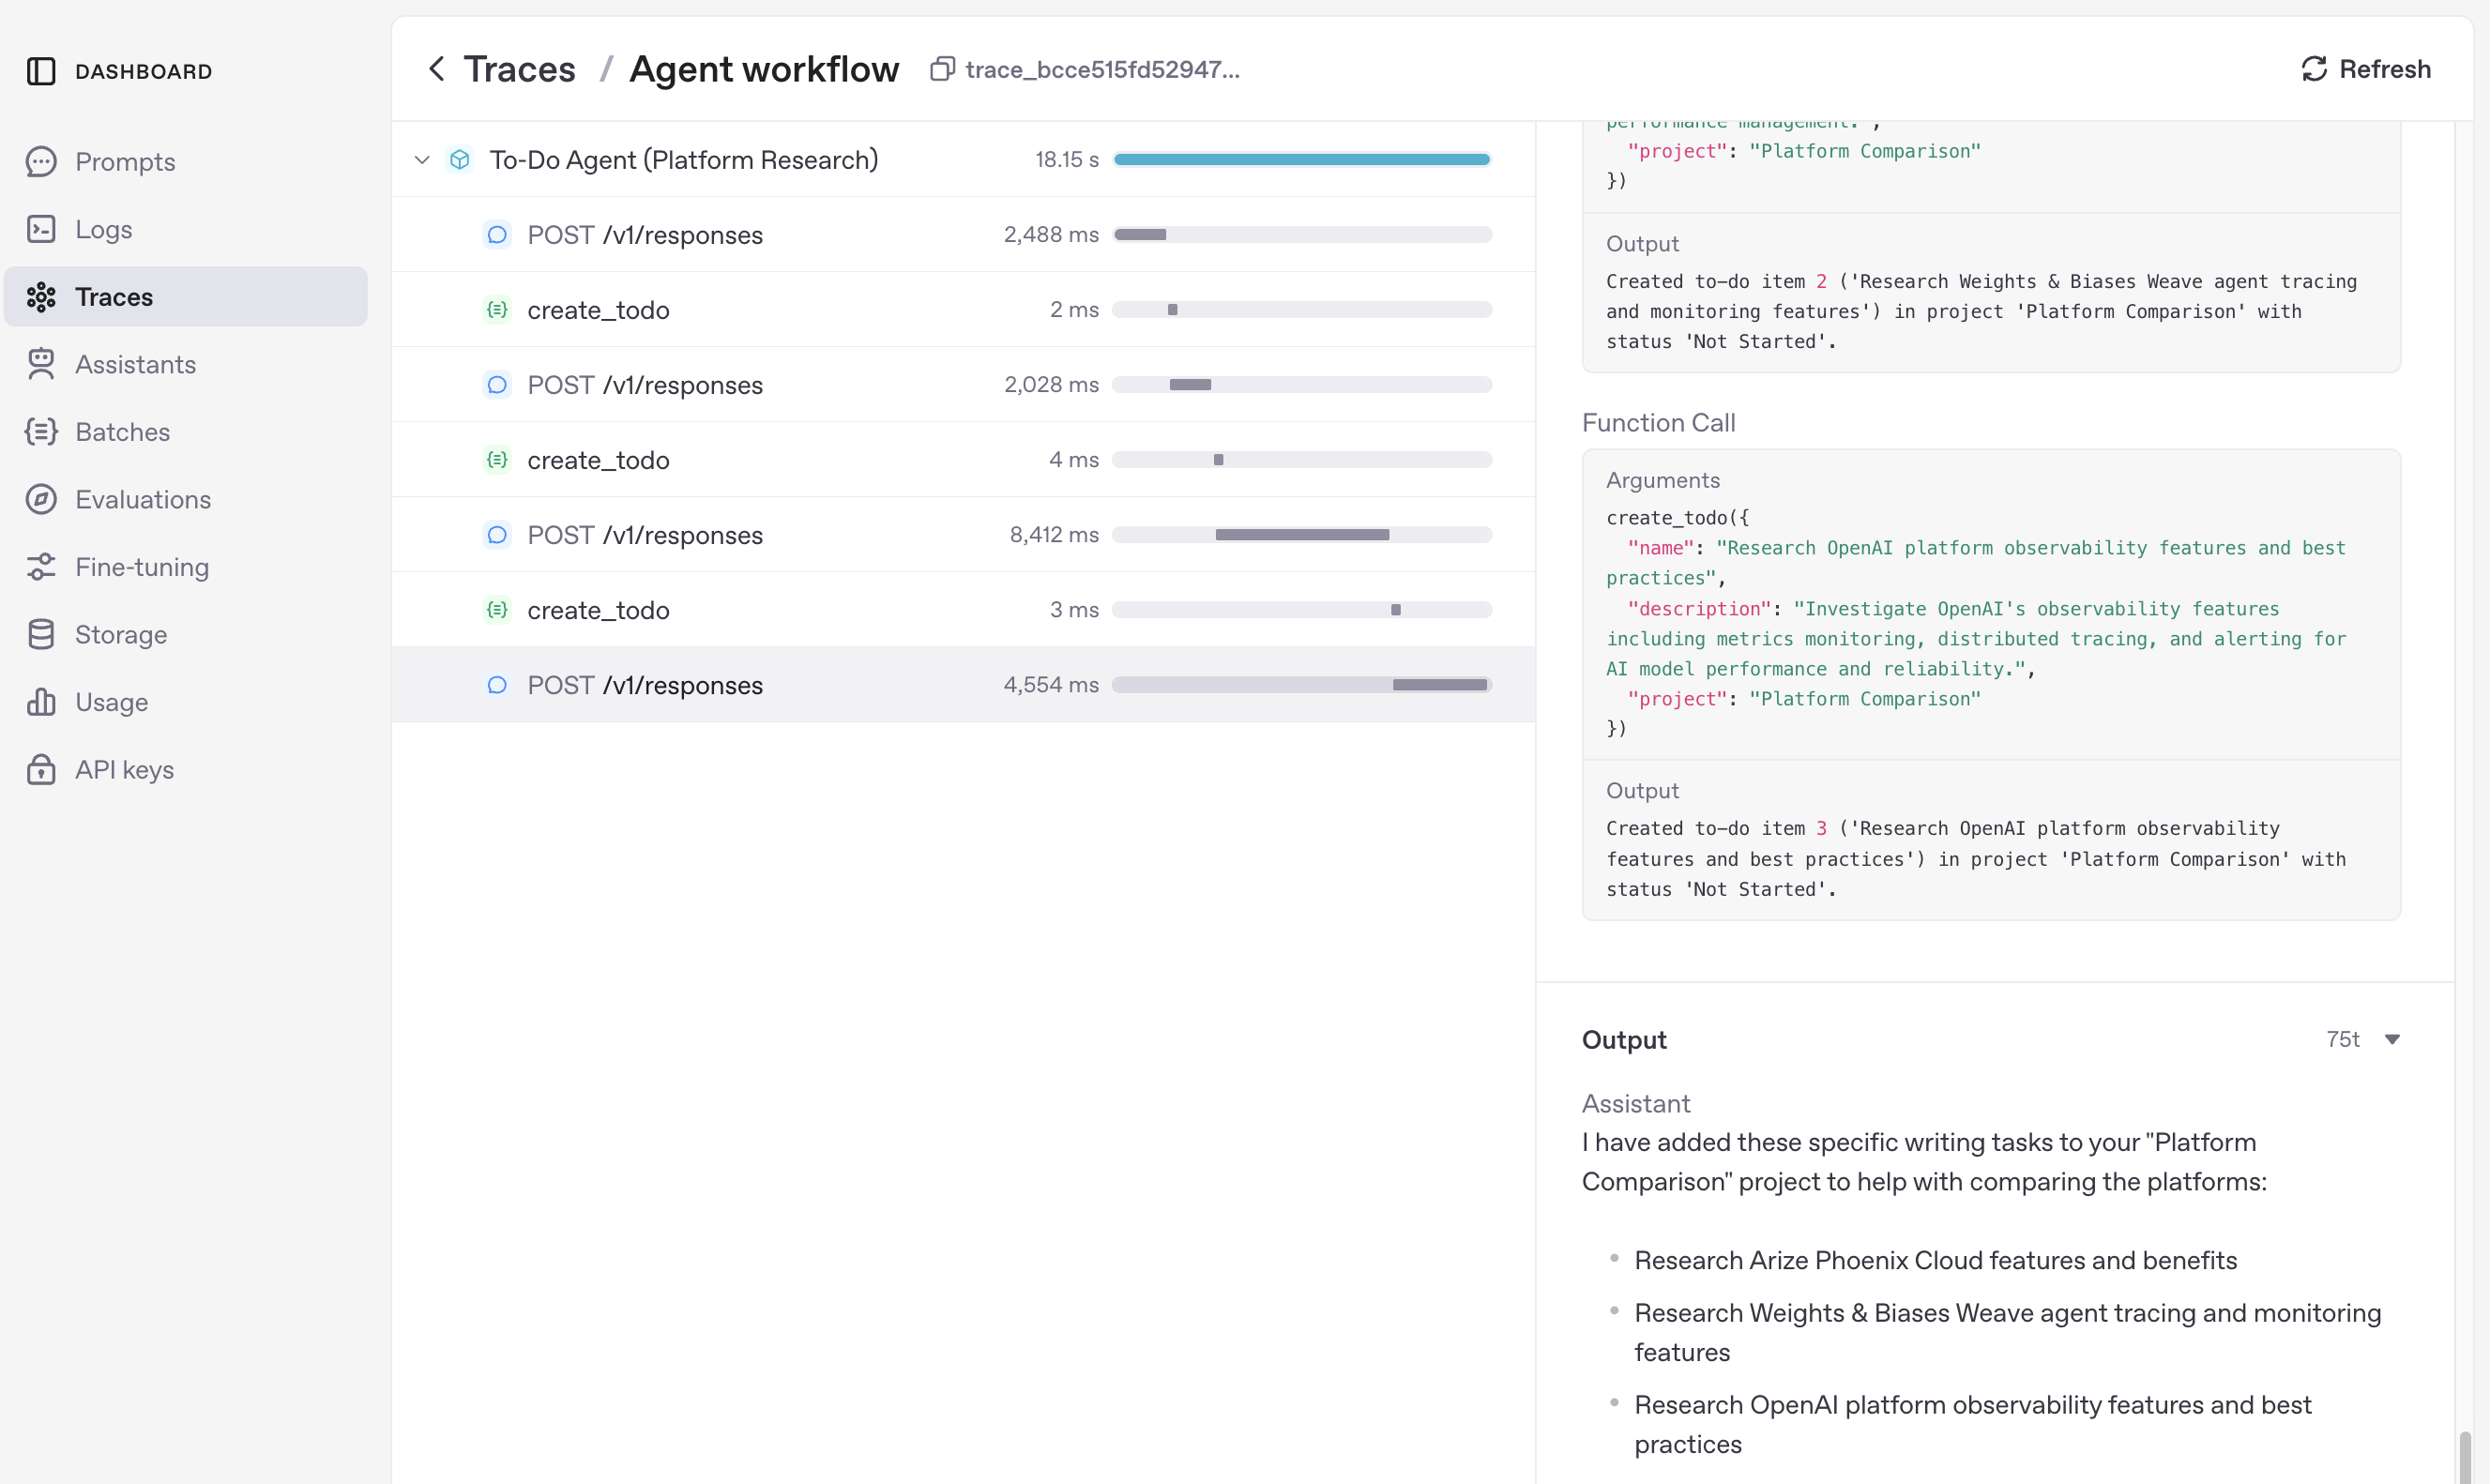 DASHBOARD
Prompts
Logs
Traces
Assistants
Batches
Evaluations
Fine-tuning
Storage
Usage
API keys
Traces / Agent workflow trace_bcce515fd52947...
Refresh
To-Do Agent (Platform Research) 18.15 s
POST /v1/responses 2,488 ms
create_todo 2 ms
POST /v1/responses 2,028 ms
create_todo 4 ms
POST /v1/responses 8,412 ms
create_todo 3 ms
POST /v1/responses 4,554 ms
performance management.",
"project": "Platform Comparison"
})
Output
Created to-do item 2 ('Research Weights & Biases Weave agent tracing
and monitoring features') in project 'Platform Comparison' with
status 'Not Started'.
Function Call
Arguments
create_todo({
"name": "Research OpenAI platform observability features and best
practices",
"description": "Investigate OpenAI's observability features
including metrics monitoring, distributed tracing, and alerting for
AI model performance and reliability.",
"project": "Platform Comparison"
})
Output
Created to-do item 3 ('Research OpenAI platform observability
features and best practices') in project 'Platform Comparison' with
status 'Not Started'.
Output 75t
Assistant
I have added these specific writing tasks to your "Platform
Comparison" project to help with comparing the platforms:
Research Arize Phoenix Cloud features and benefits
Research Weights & Biases Weave agent tracing and monitoring
features
Research OpenAI platform observability features and best
practices